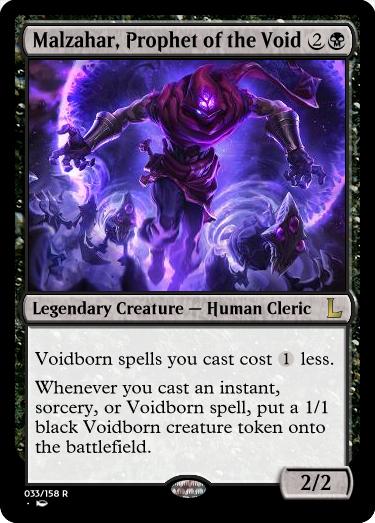 Malzahar, Prophet of the Void 2
Legendary Creature — Human Cleric L
Voidborn spells you cast cost 1 less.
Whenever you cast an instant,
sorcery, or Voidborn spell, put a 1/1
black Voidborn creature token onto
the battlefield.
2/2
033/158 R